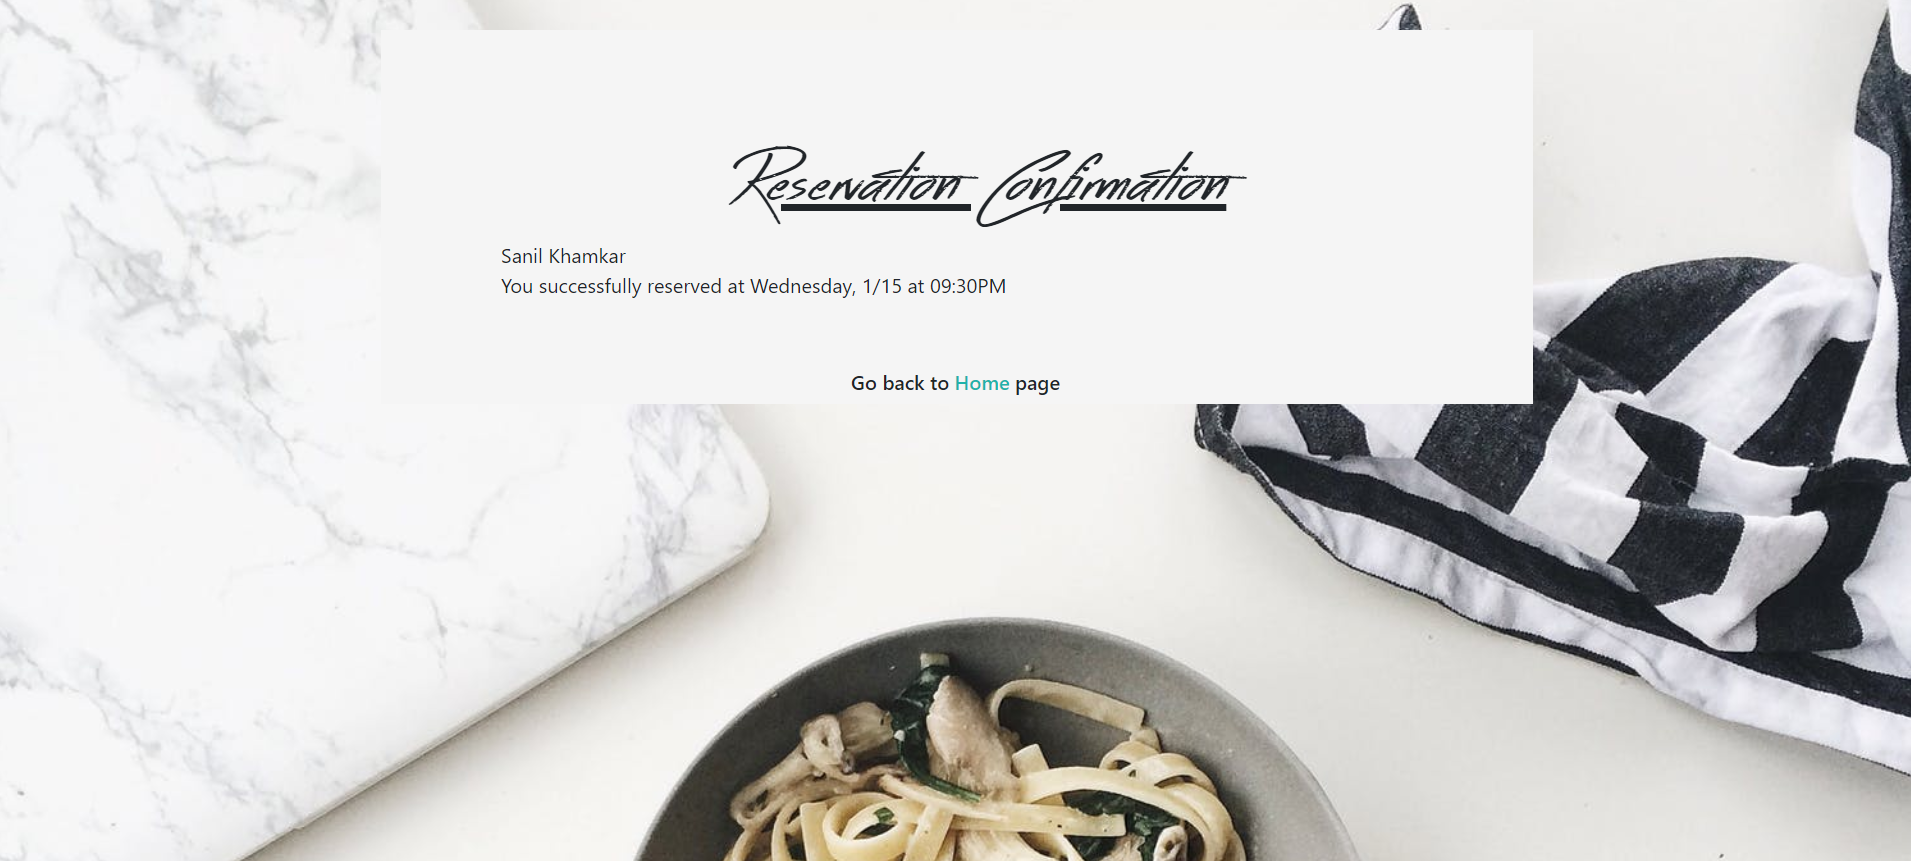 Reservation Confirmation
Sanil Khamkar
You successfully reserved at Wednesday, 1/15 at 09:30PM
Go back to Home page